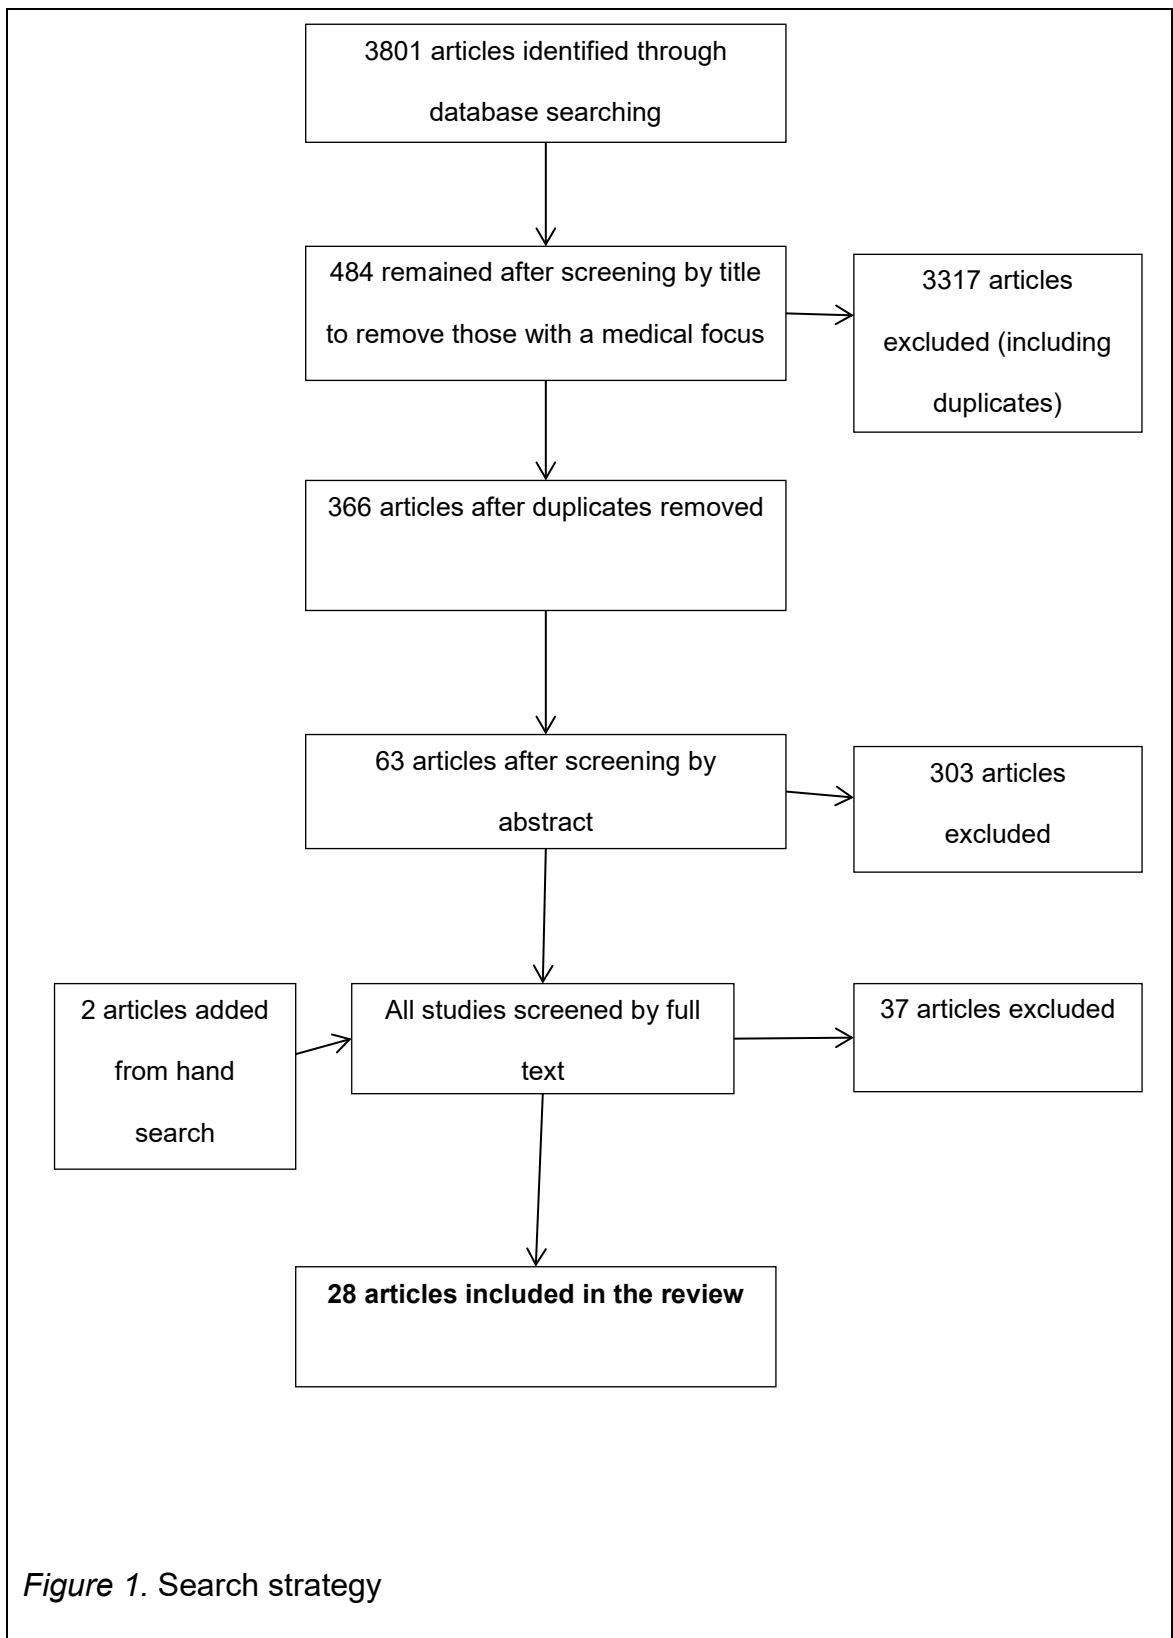 3801 articles identified through
database searching
484 remained after screening by title
to remove those with a medical focus
3317 articles
excluded (including
duplicates)
366 articles after duplicates removed
63 articles after screening by
abstract
303 articles
excluded
2 articles added
from hand
search
All studies screened by full
text
37 articles excluded
28 articles included in the review
Figure 1. Search strategy